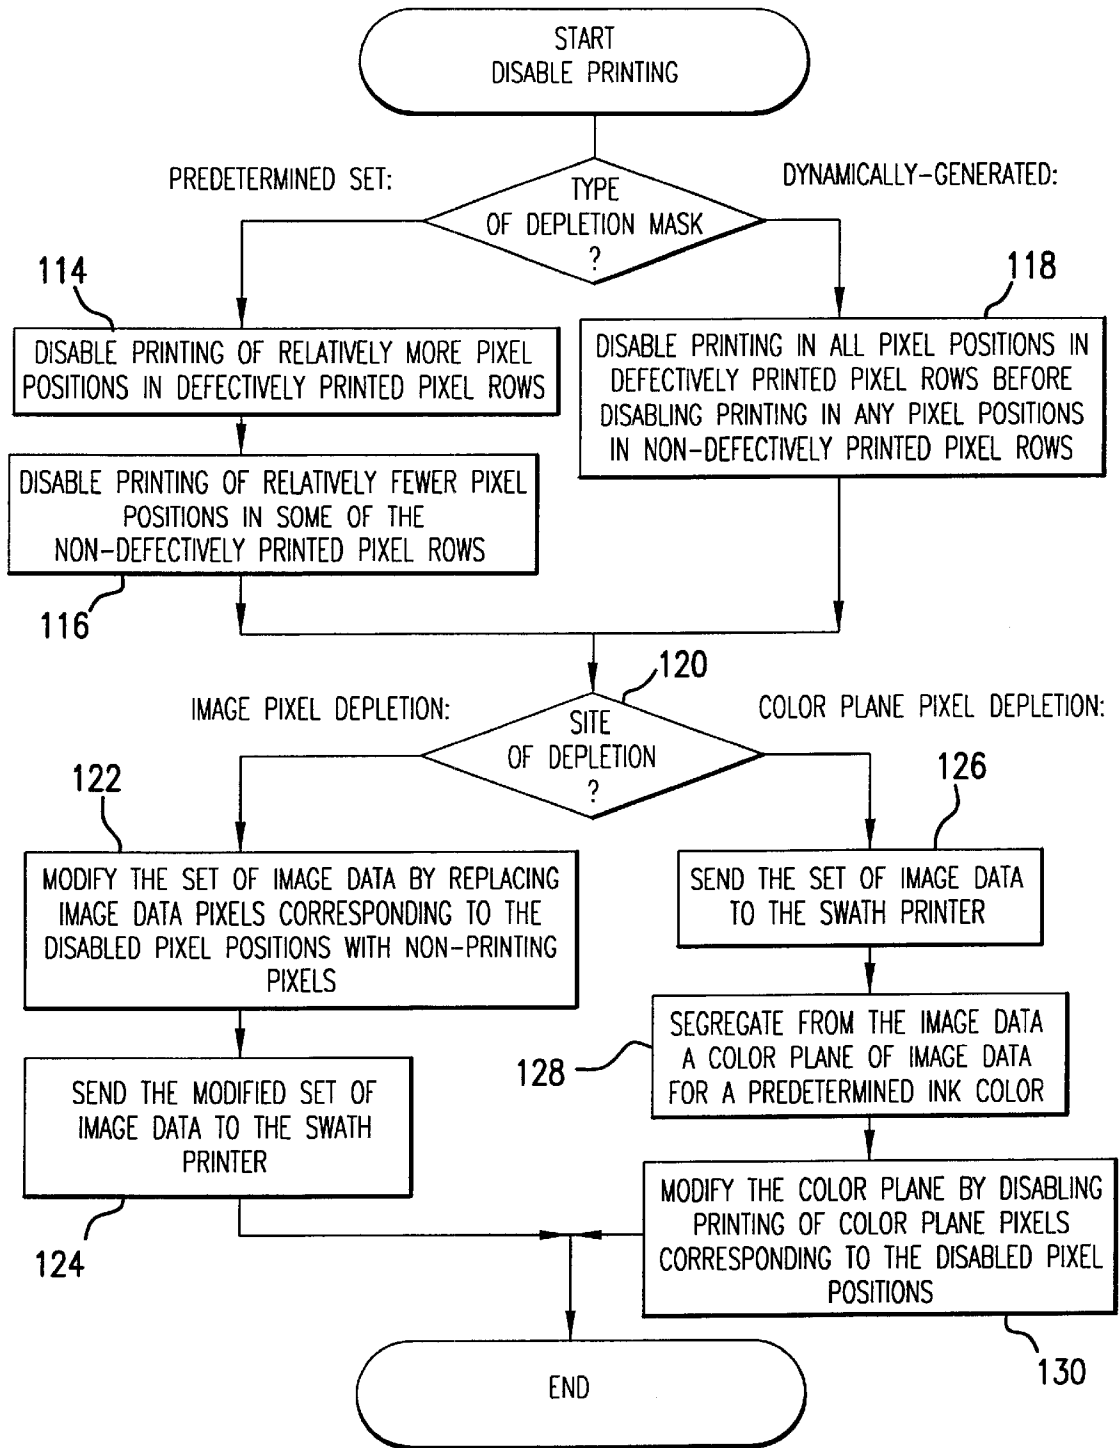 START
DISABLE PRINTING
PREDETERMINED SET:
DYNAMICALLY-GENERATED:
TYPE
OF DEPLETION MASK
?
114
118
DISABLE PRINTING OF RELATIVELY MORE PIXEL
POSITIONS IN DEFECTIVELY PRINTED PIXEL ROWS
DISABLE PRINTING IN ALL PIXEL POSITIONS IN
DEFECTIVELY PRINTED PIXEL ROWS BEFORE
DISABLING PRINTING IN ANY PIXEL POSITIONS
IN NON-DEFECTIVELY PRINTED PIXEL ROWS
DISABLE PRINTING OF RELATIVELY FEWER PIXEL
POSITIONS IN SOME OF THE
NON-DEFECTIVELY PRINTED PIXEL ROWS
116
120
IMAGE PIXEL DEPLETION:
COLOR PLANE PIXEL DEPLETION:
SITE
OF DEPLETION
?
122
126
MODIFY THE SET OF IMAGE DATA BY REPLACING
IMAGE DATA PIXELS CORRESPONDING TO THE
DISABLED PIXEL POSITIONS WITH NON-PRINTING
PIXELS
SEND THE SET OF IMAGE DATA
TO THE SWATH PRINTER
SEGREGATE FROM THE IMAGE DATA
A COLOR PLANE OF IMAGE DATA
FOR A PREDETERMINED INK COLOR
128
SEND THE MODIFIED SET OF
IMAGE DATA TO THE SWATH
PRINTER
124
MODIFY THE COLOR PLANE BY DISABLING
PRINTING OF COLOR PLANE PIXELS
CORRESPONDING TO THE DISABLED PIXEL
POSITIONS
130
END